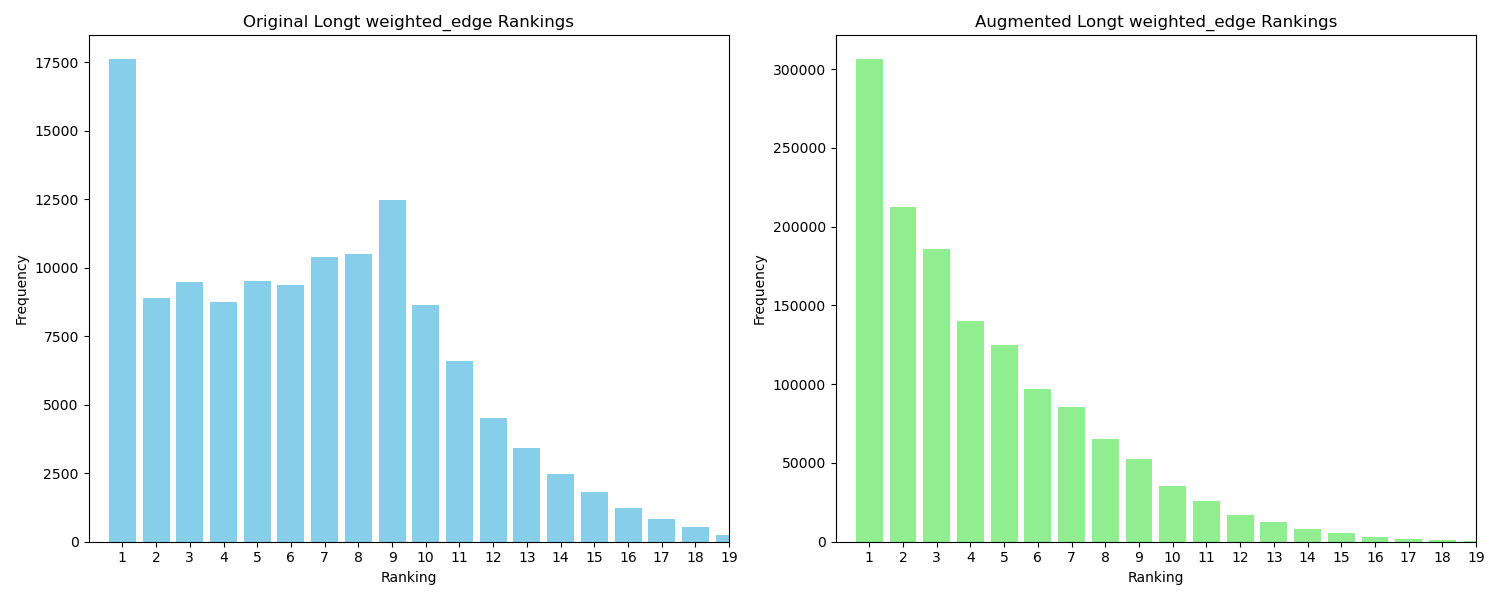 Original Longt weighted_edge Rankings
Frequency
17500
15000
12500
10000
7500
5000
2500
0
1 2 3 4 5 6 7 8 9 10 11 12 13 14 15 16 17 18 19
Ranking
Augmented Longt weighted_edge Rankings
Frequency
300000
250000
200000
150000
100000
50000
0
1 2 3 4 5 6 7 8 9 10 11 12 13 14 15 16 17 18 19
Ranking